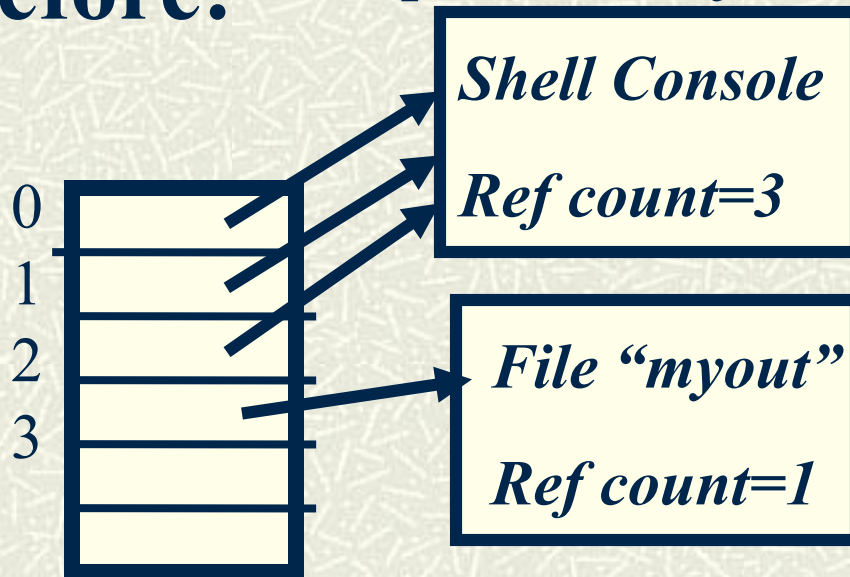 Shell Console
Ref count=3
0
1
2
3
File “myout”
Ref count=1